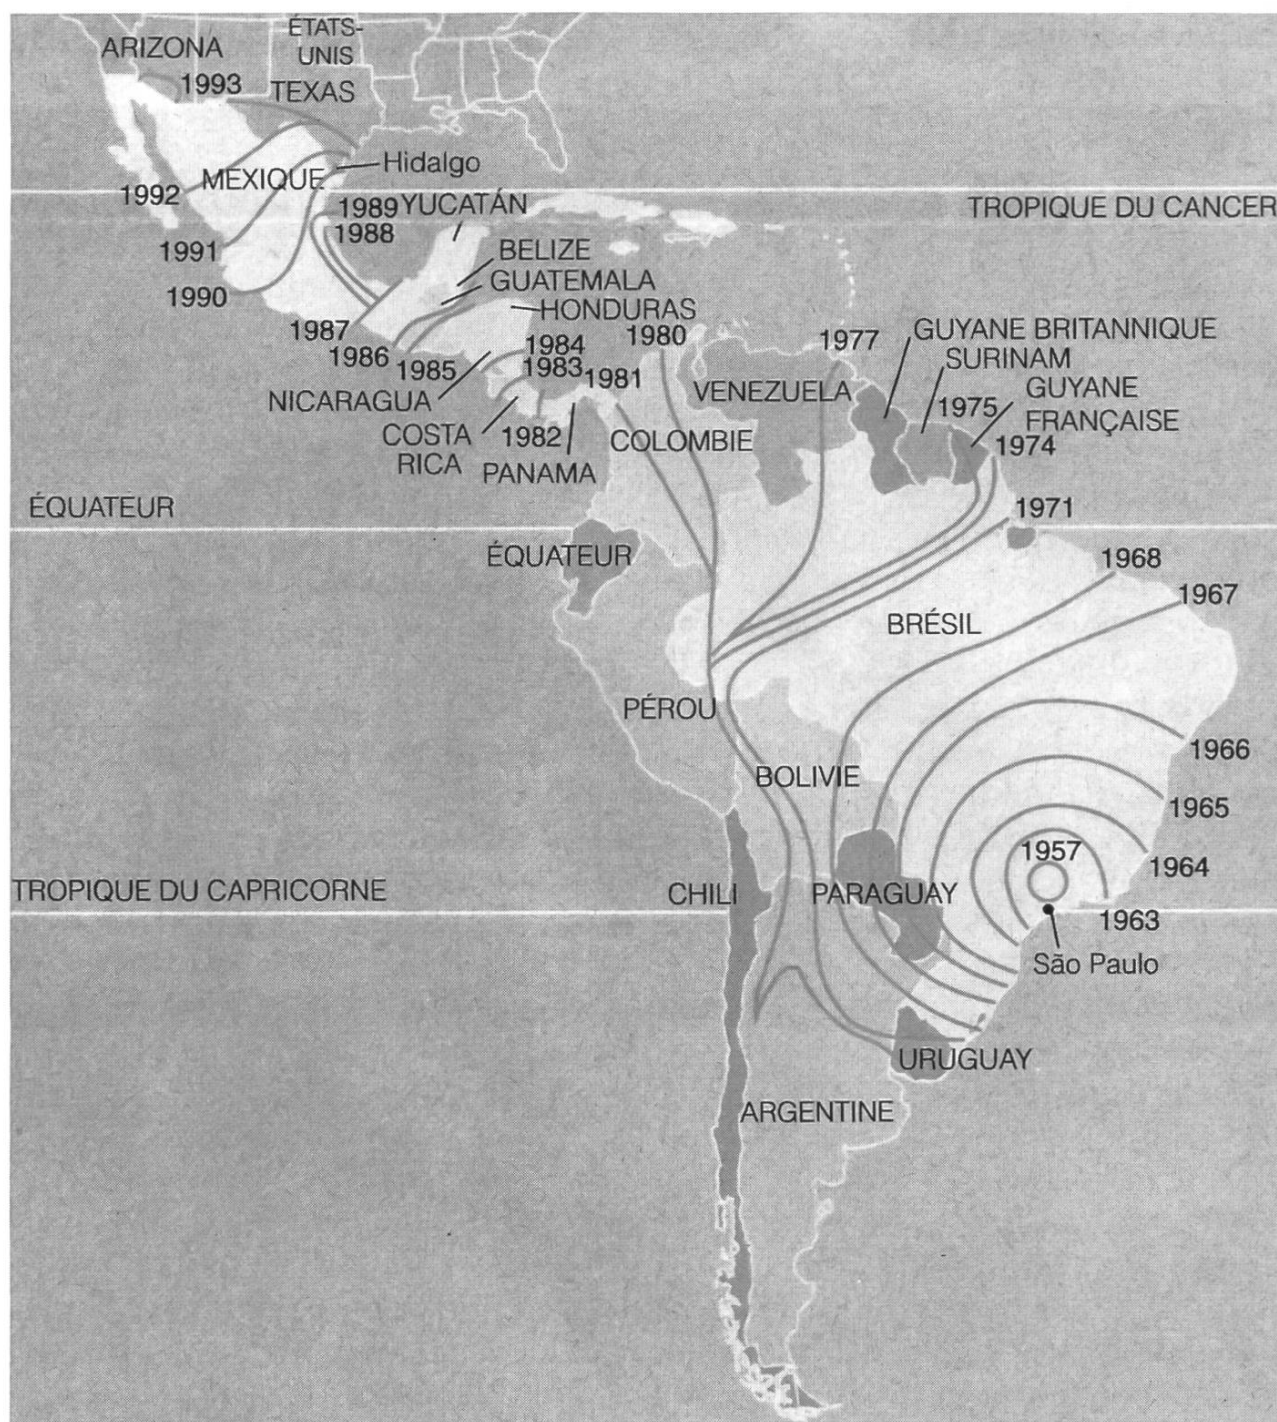 ÉTATS-
UNIS
ARIZONA
1993
TEXAS
Hidalgo
MEXIQUE
1992
1989
YUCATÁN
TROPIQUE DU CANCER
1988
1991
BELIZE
GUATEMALA
1990
HONDURAS
1987
1986
1985
1984
1983
1981
1980
1977
GUYANE BRITANNIQUE
SURINAM
GUYANE
FRANÇAISE
1975
1974
VENEZUELA
NICARAGUA
COSTA
RICA
1982
PANAMA
COLOMBIE
ÉQUATEUR
1971
ÉQUATEUR
1968
1967
BRÉSIL
PÉROU
1966
BOLIVIE
1965
1957
1964
TROPIQUE DU CAPRICORNE
CHILI
PARAGUAY
1963
São Paulo
URUGUAY
ARGENTINE